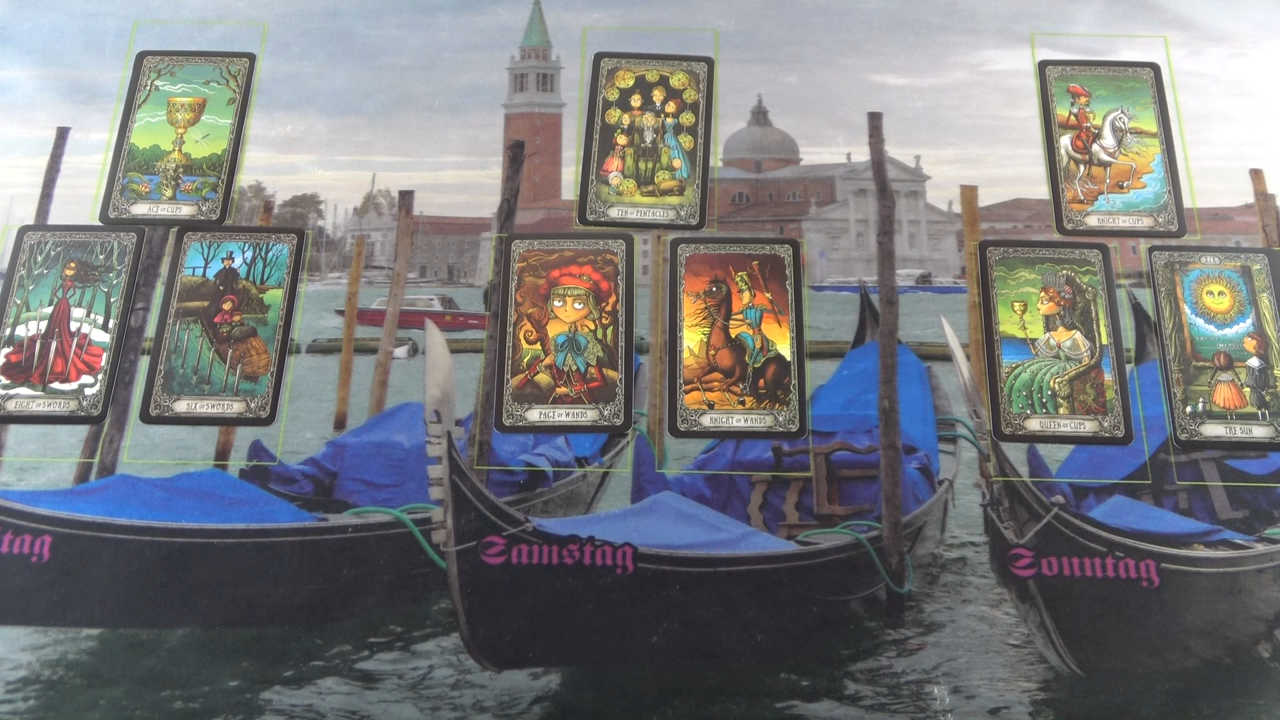 ACE OF CUPS
TEN OF PENTACLES
KNIGHT OF CUPS
EIGHT OF SWORDS
SIX OF SWORDS
PAGE OF WANDS
KNIGHT OF WANDS
QUEEN OF CUPS
XIX
THE SUN
tag
Samstag
Sonntag